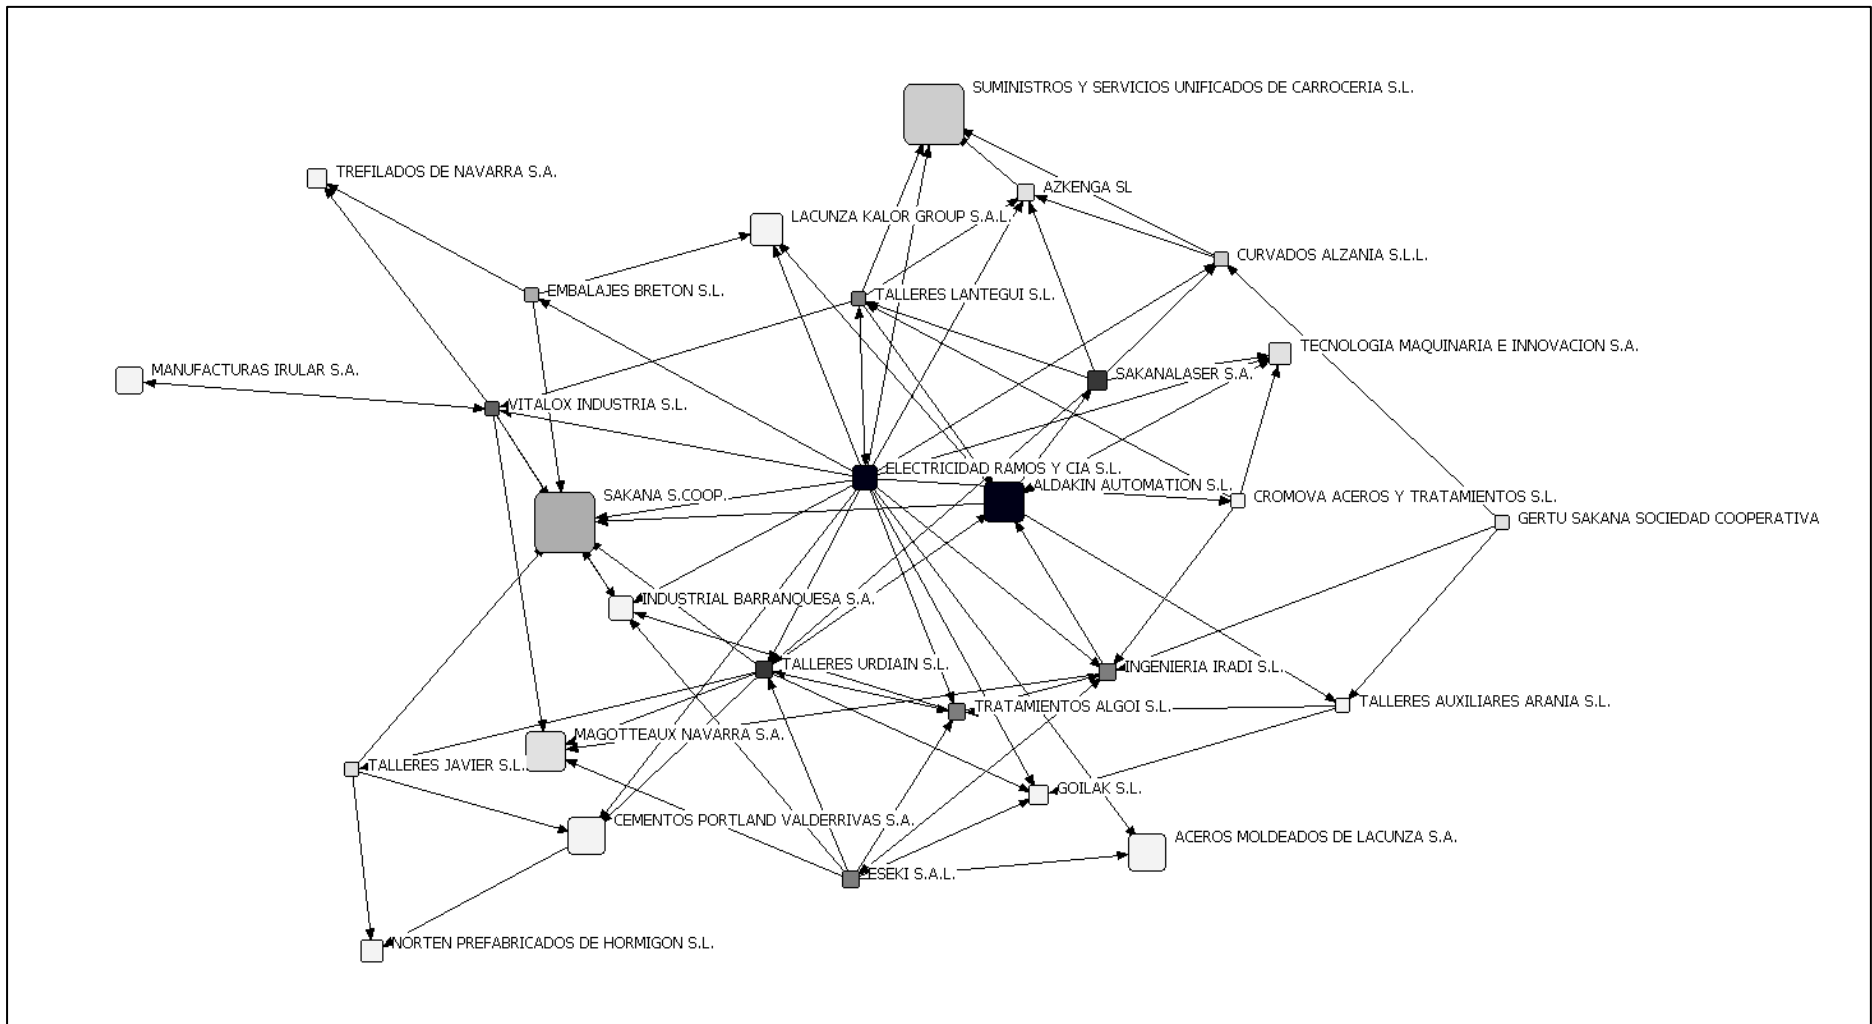 SUMINISTROS Y SERVICIOS UNIFICADOS DE CARROCERIA S.L.
TREFILADOS DE NAVARRA S.A.
AZKENGA SL
LACUNZA KALOR GROUP S.A.L.
CURVADOS ALZANIA S.L.L.
EMBALAJES BRETON S.L.
TALLERES LANTEGUI S.L.
TECNOLOGIA MAQUINARIA E INNOVACION S.A.
MANUFACTURAS IRULAR S.A.
SAKANALASER S.A.
VITALOX INDUSTRIA S.L.
ELECTRICIDAD RAMOS Y CIA S.L.
ALDAKIN AUTOMATION S.L.
SAKANA S.COOP.
CROMOVA ACEROS Y TRATAMIENTOS S.L.
GERTU SAKANA SOCIEDAD COOPERATIVA
INDUSTRIAL BARRANQUESA S.A.
TALLERES URDIAIN S.L.
INGENIERIA IRADI S.L.
TALLERES AUXILIARES ARANIA S.L.
TRATAMIENTOS ALGOI S.L.
MAGOTTEAUX NAVARRA S.A.
TALLERES JAVIER S.L.
GOILAK S.L.
CEMENTOS PORTLAND VALDERRIVAS S.A.
ACEROS MOLDEADOS DE LACUNZA S.A.
ESEKI S.A.L.
NORTEN PREFABRICADOS DE HORMIGON S.L.